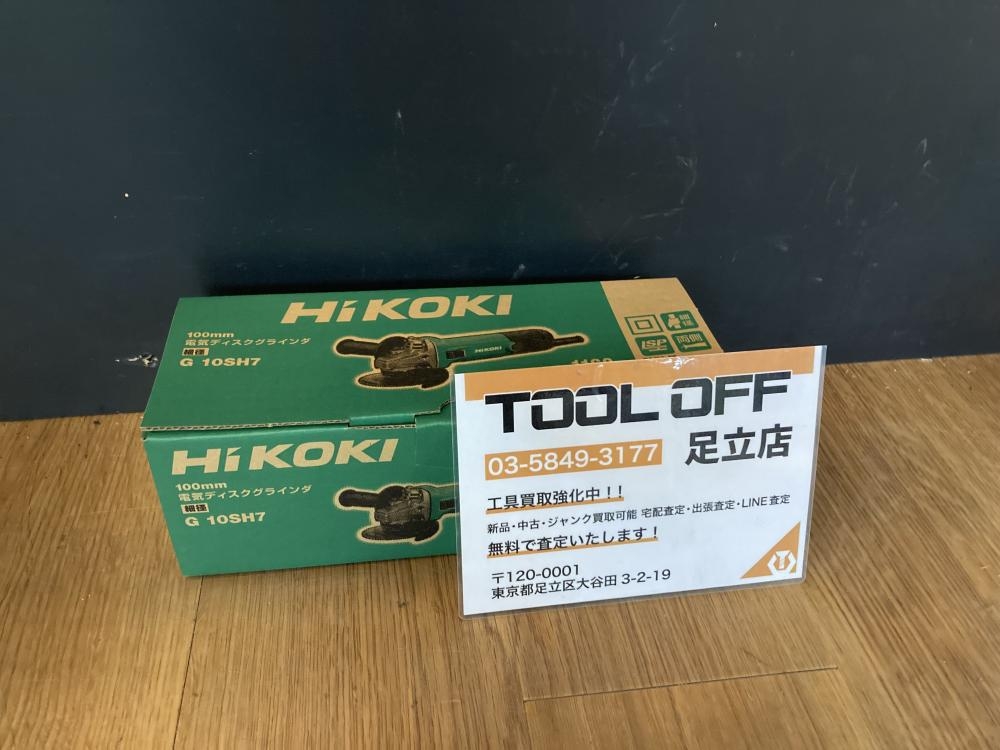 HiKOKI
100mm
電気ディスクグラインダ
細径
G 10SH7
HiKOKI
HiKOKI
100mm
電気ディスクグラインダ
細径
G 10SH7
TOOL OFF
03-5849-3177
足立店
工具買取強化中！！
新品・中古・ジャンク買取可能 宅配査定・出張査定・LINE査定
無料で査定いたします！
〒120-0001
東京都足立区大谷田 3-2-19